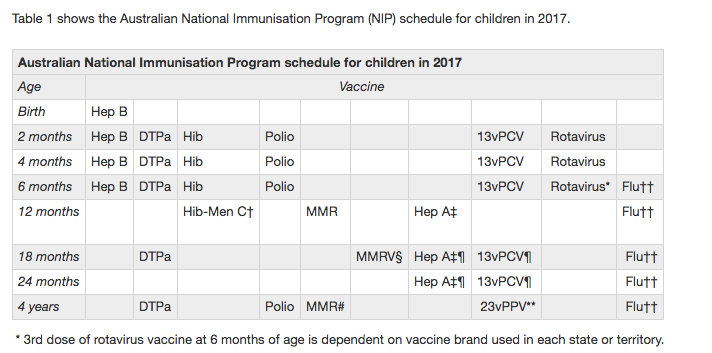 Table 1 shows the Australian National Immunisation Program (NIP) schedule for children in 2017.
Australian National Immunisation Program schedule for children in 2017
Age Vaccine
Birth Hep B
2 months Hep B DTPa Hib Polio 13vPCV Rotavirus
4 months Hep B DTPa Hib Polio 13vPCV Rotavirus
6 months Hep B DTPa Hib Polio 13vPCV Rotavirus* Flu††
12 months Hib-Men C† MMR Hep A‡ Flu††
18 months DTPa MMRV§ Hep A‡¶ 13vPCV¶ Flu††
24 months Hep A‡¶ 13vPCV¶ Flu††
4 years DTPa Polio MMR# 23vPPV** Flu††
* 3rd dose of rotavirus vaccine at 6 months of age is dependent on vaccine brand used in each state or territory.